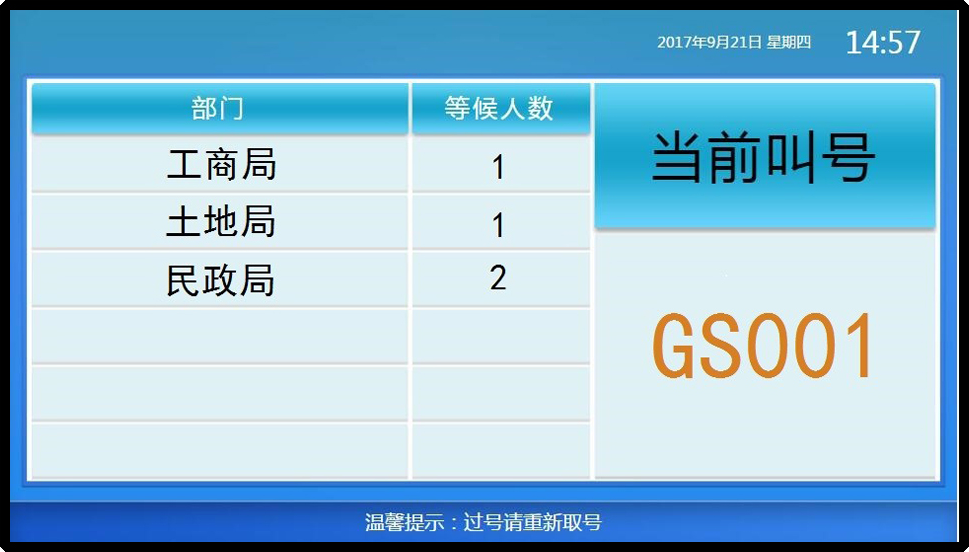 2017年9月21日 星期四 14:57
部门 等候人数 当前叫号
工商局 1
土地局 1
民政局 2
GS001
温馨提示：过号请重新取号